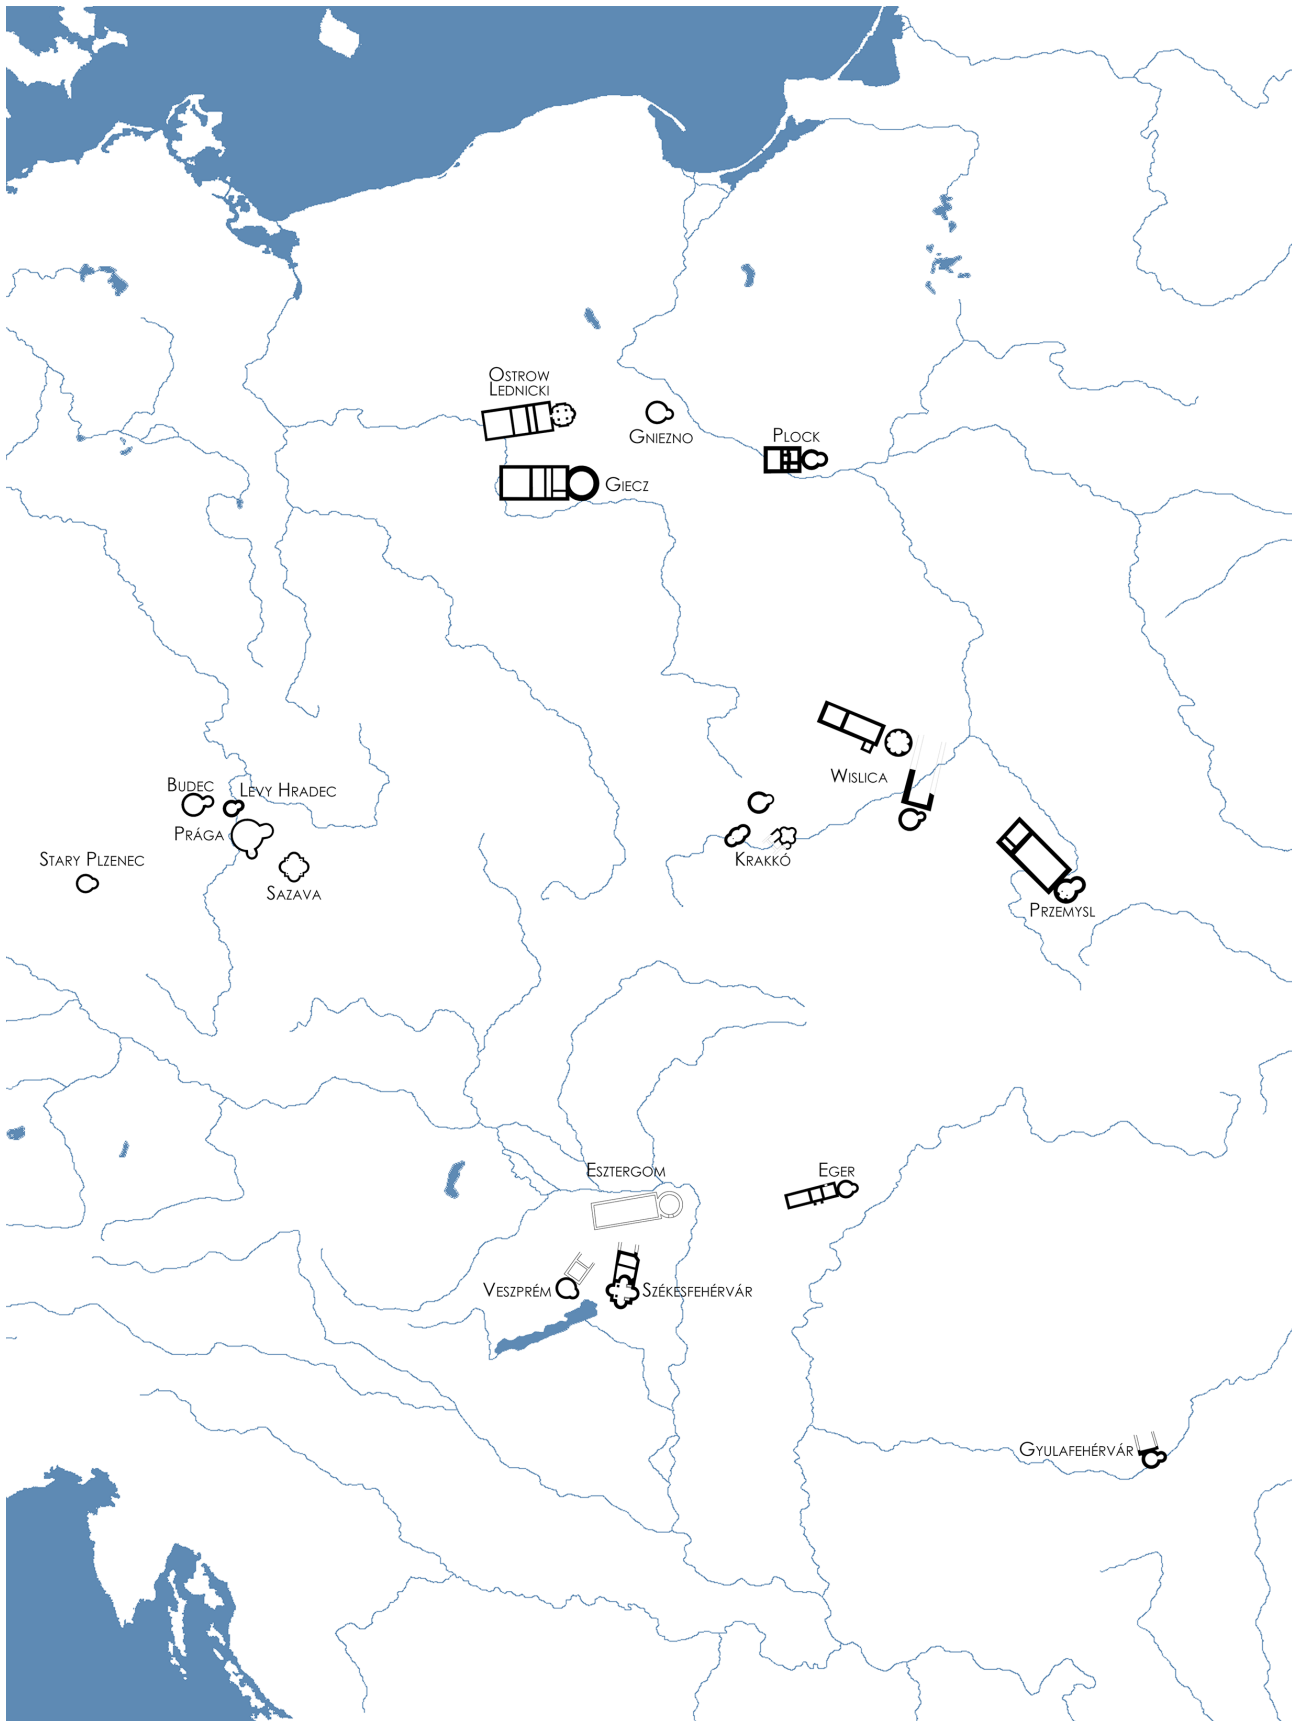 Ostrow
Lednicki
Gniezno
Plock
Giecz
Wislica
Budec
Levy Hradec
Prága
Stary Plzenec
Sazava
Krakkó
Przemysl
Esztergom
Eger
Veszprém
Székesfehérvár
Gyulafehérvár